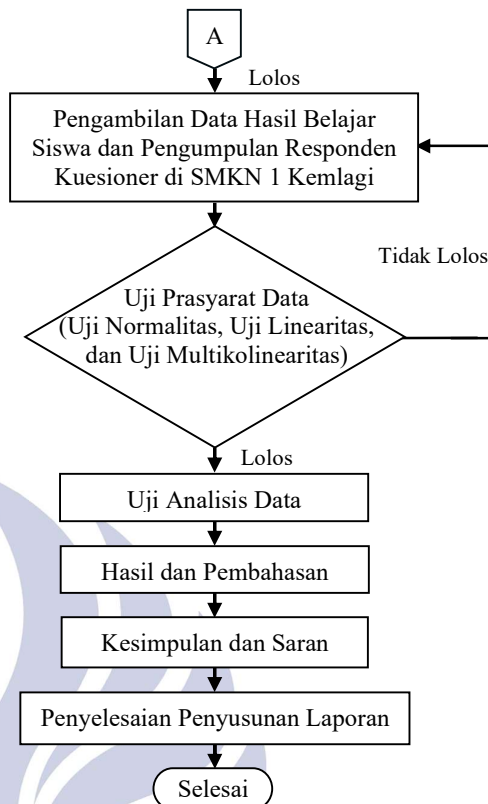 A
Lolos
Pengambilan Data Hasil Belajar
Siswa dan Pengumpulan Responden
Kuesioner di SMKN 1 Kemlagi
Tidak Lolos
Uji Prasyarat Data
(Uji Normalitas, Uji Linearitas,
dan Uji Multikolinearitas)
Lolos
Uji Analisis Data
Hasil dan Pembahasan
Kesimpulan dan Saran
Penyelesaian Penyusunan Laporan
Selesai